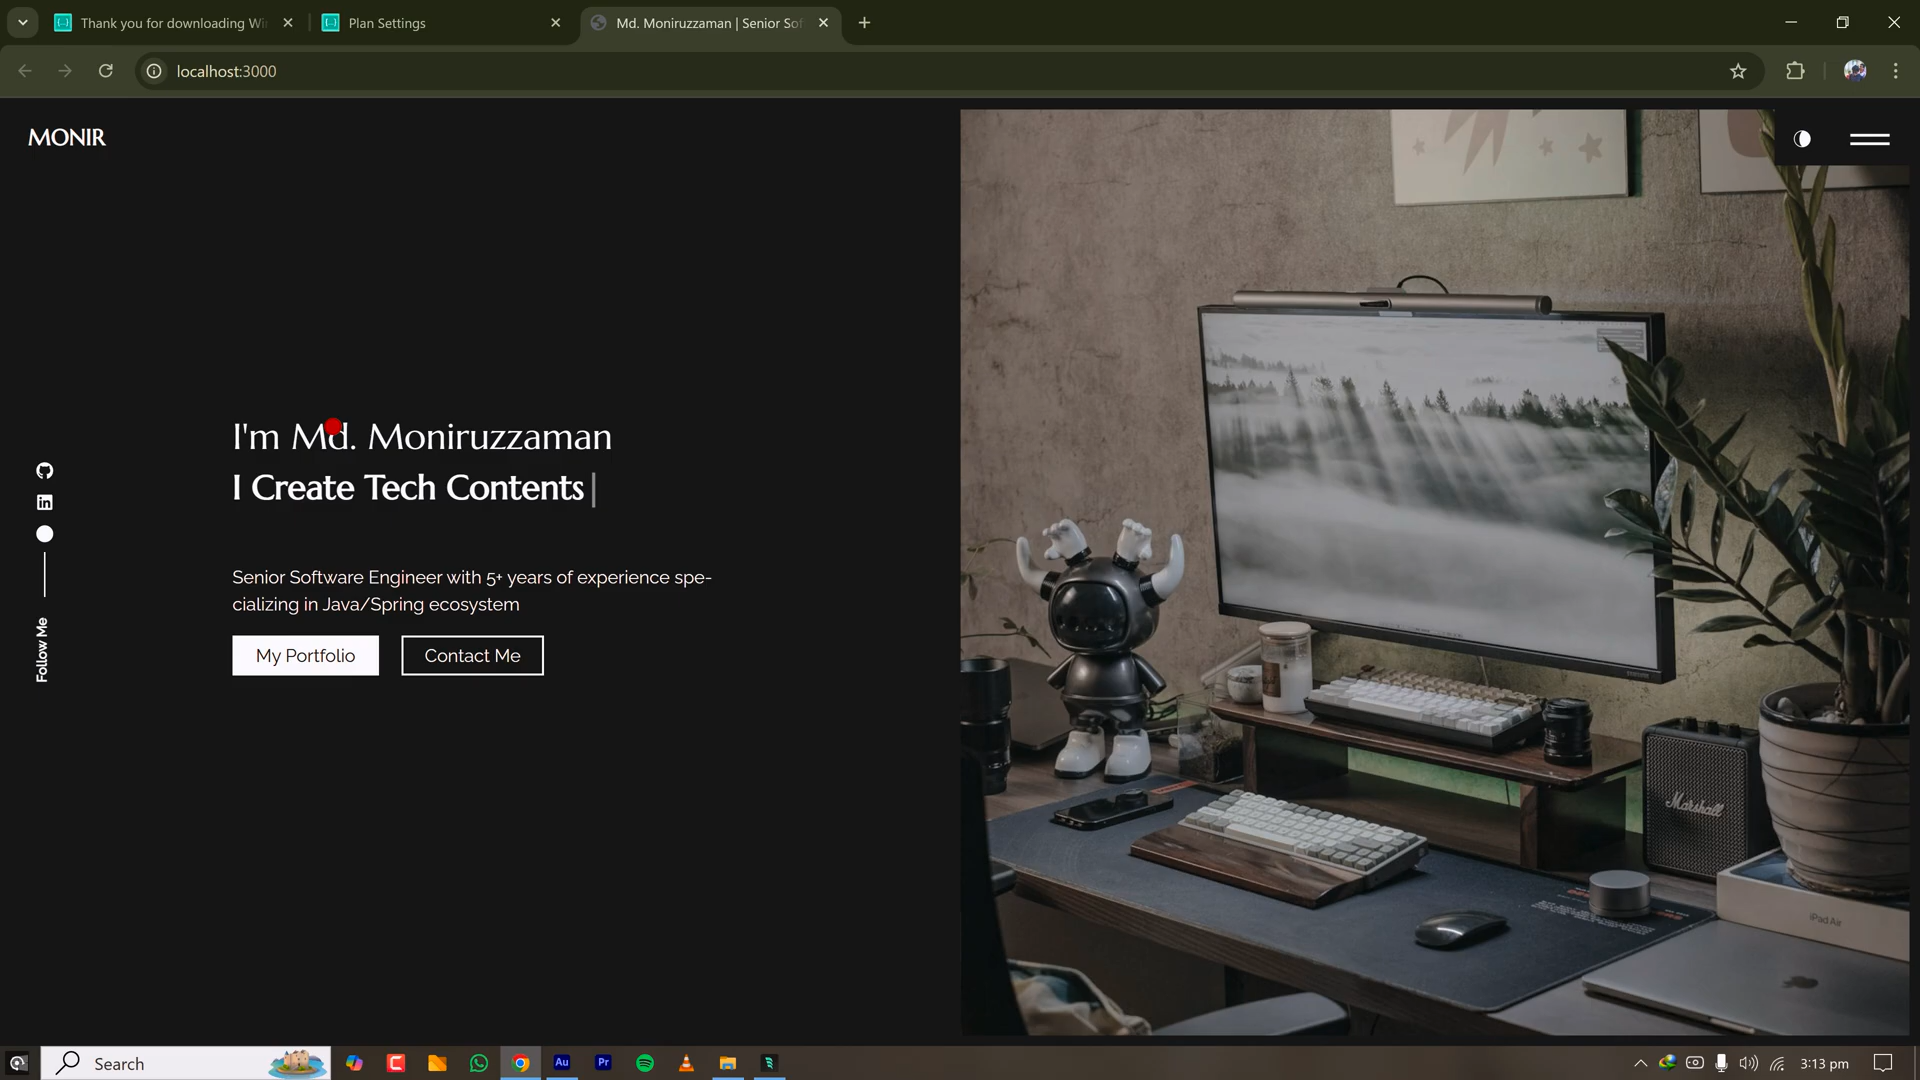 Thank you for downloading Wi
Plan Settings
Md. Moniruzzaman | Senior Sof
localhost:3000
MONIR
I'm Md. Moniruzzaman
I Create Tech Contents
Senior Software Engineer with 5+ years of experience spe-
cializing in Java/Spring ecosystem
My Portfolio
Contact Me
Follow Me
Marshall
iPad Air
Search
Au
Pr
3:13 pm